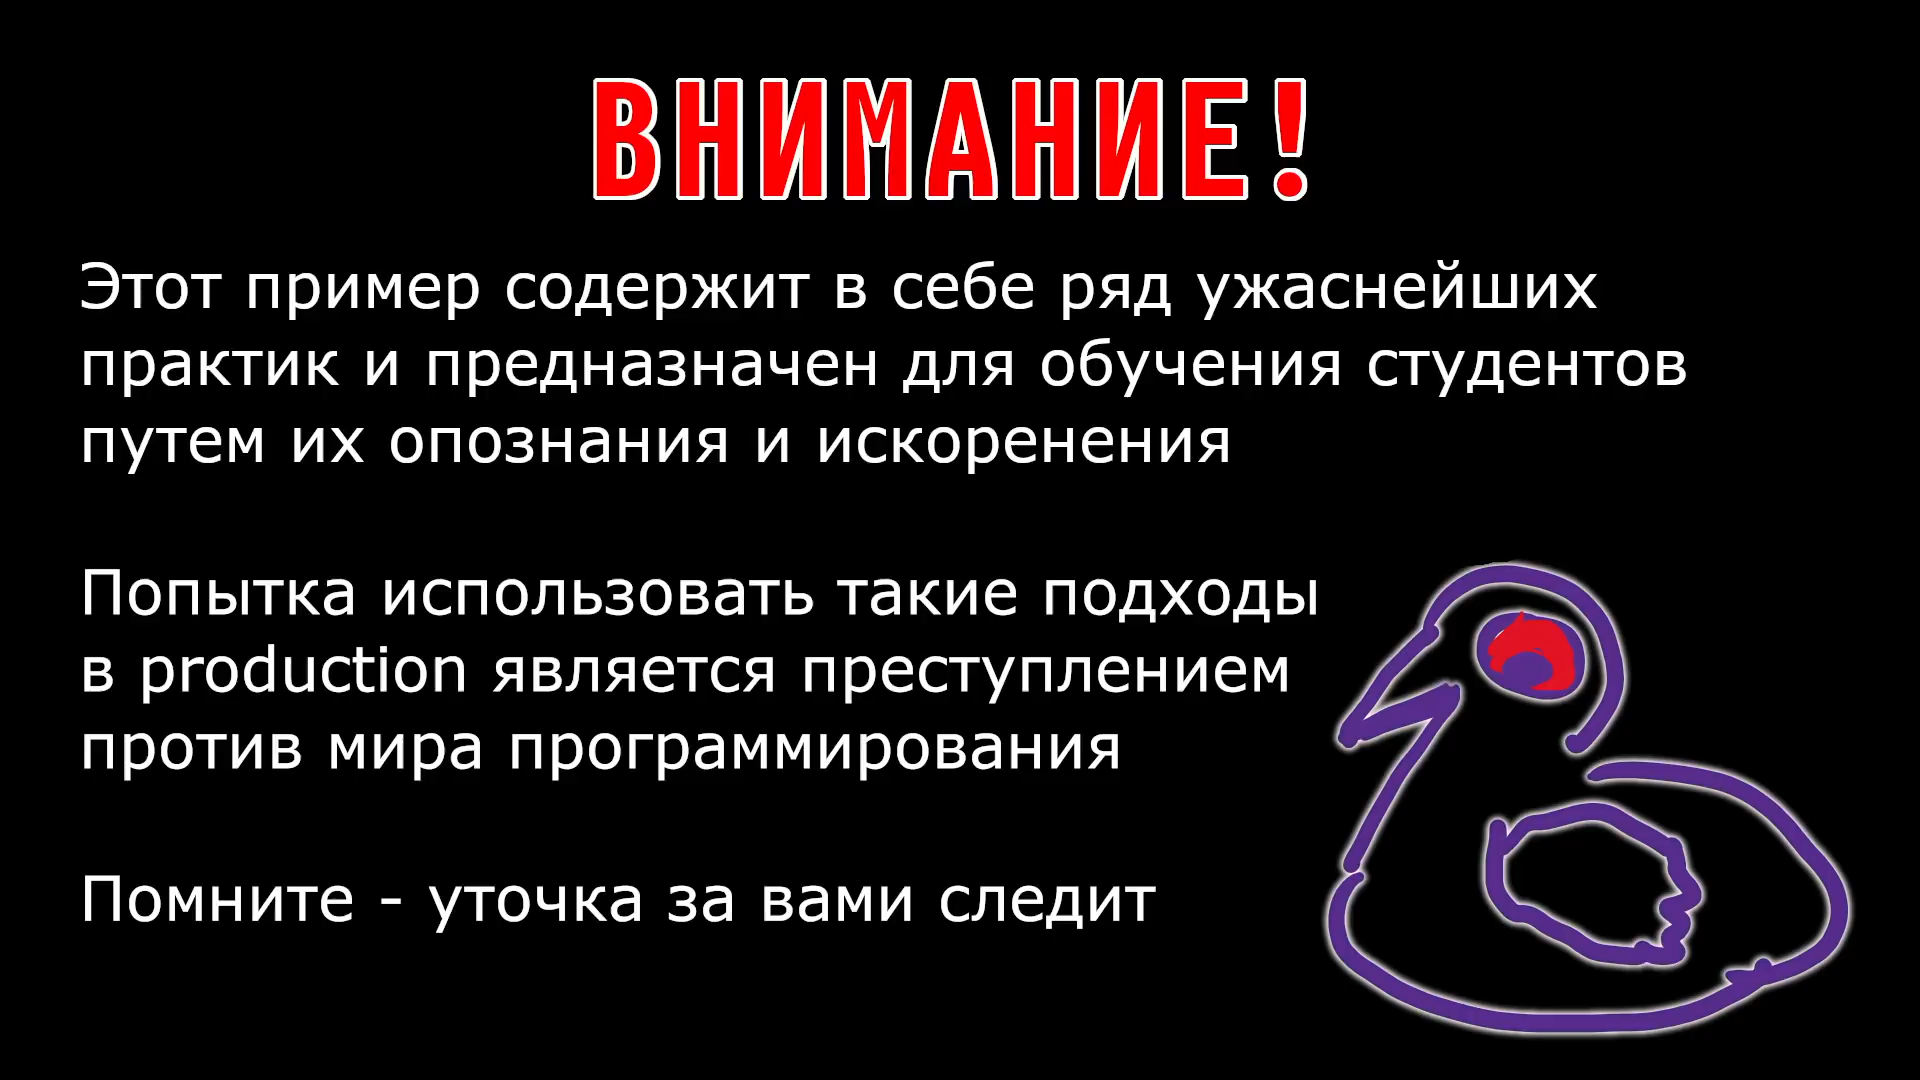 ВНИМАНИЕ!
Этот пример содержит в себе ряд ужаснейших
практик и предназначен для обучения студентов
путем их опознания и искоренения
Попытка использовать такие подходы
в production является преступлением
против мира программирования
Помните - уточка за вами следит